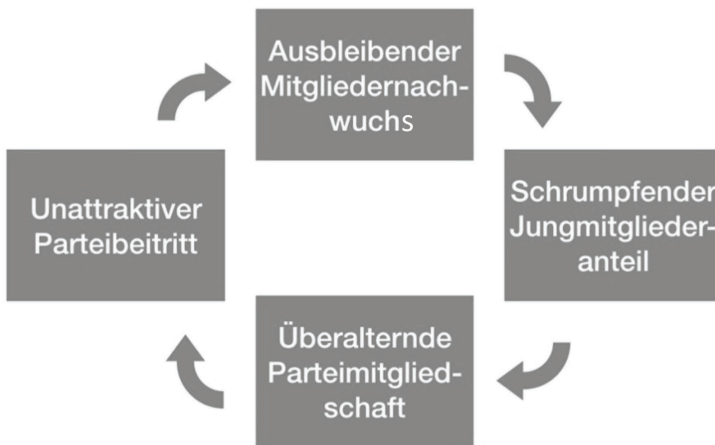 Ausbleibender
Mitgliedernach-
wuchs
Schrumpfender
Jungmitglieder-
anteil
Überalternde
Parteimitglied-
schaft
Unattraktiver
Parteibeitritt